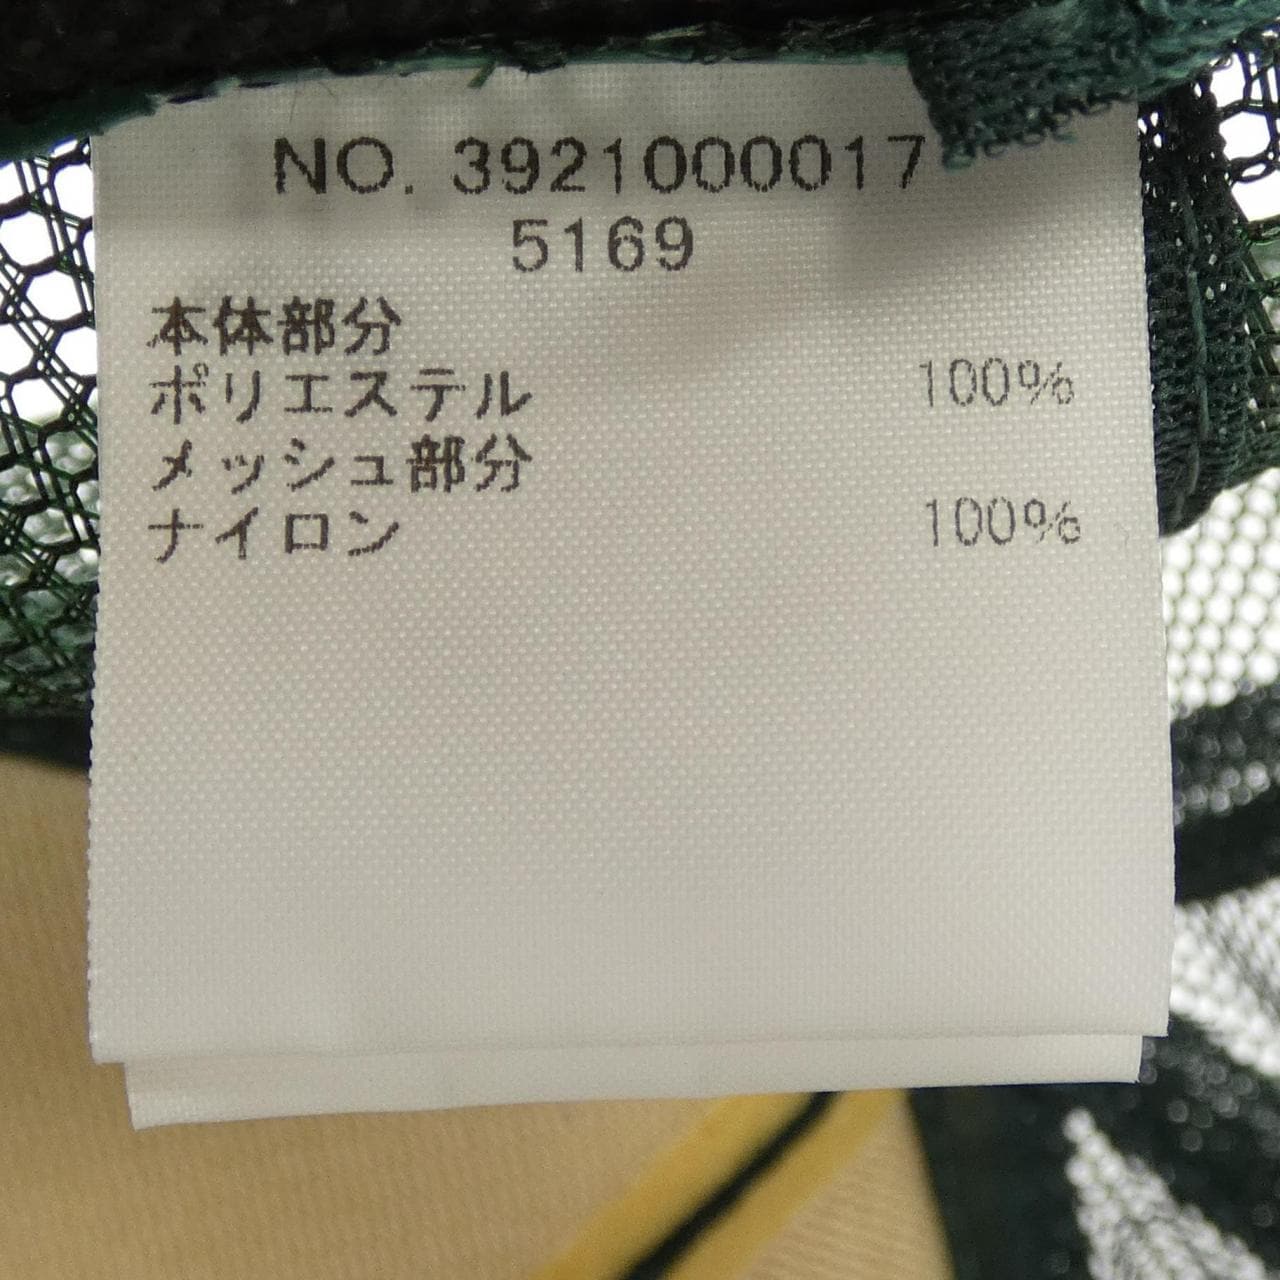 NO. 3921000017
5169
本体部分
ポリエステル 100%
メッシュ部分
ナイロン 100%